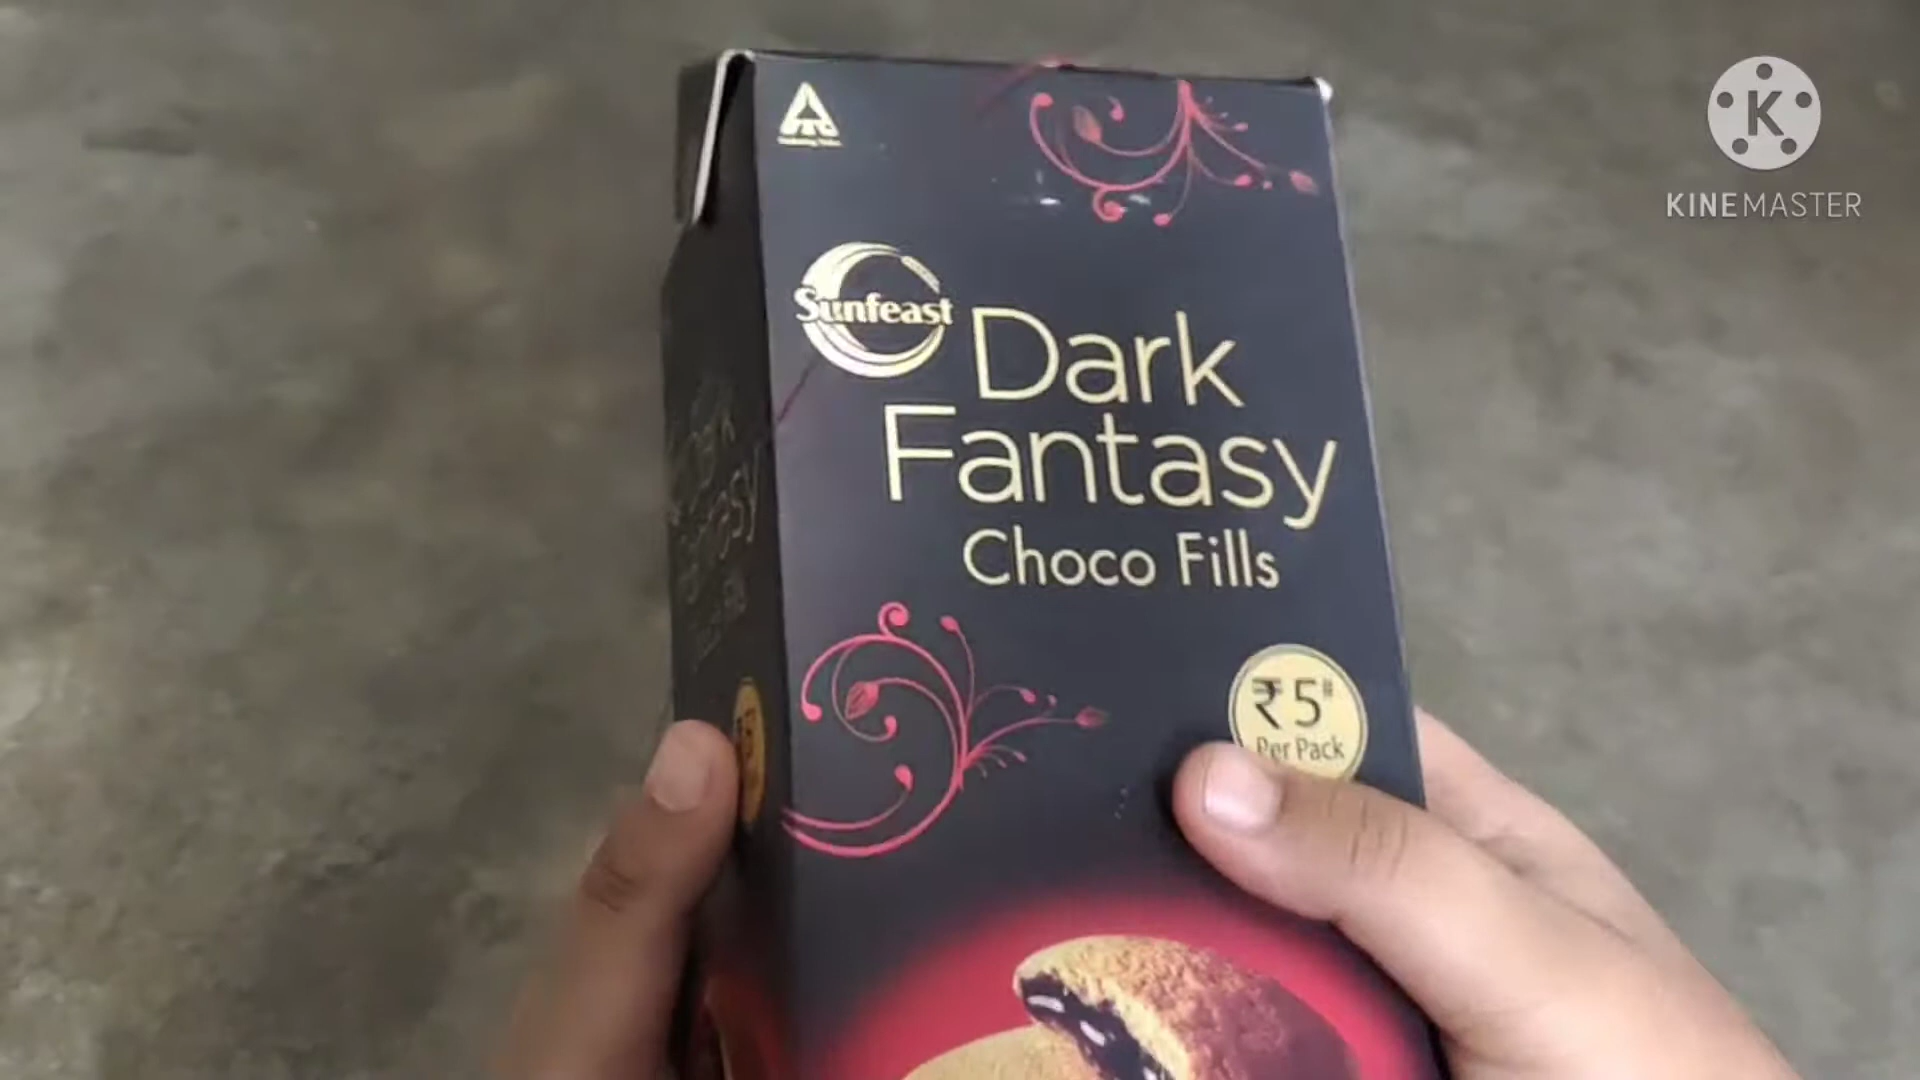 KINEMASTER
Sunfeast
Dark
Fantasy
Choco Fills
₹5#
Per Pack